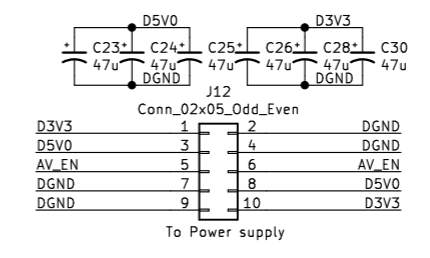 D5V0 D3V3
+ C23 + C24 + C25 + C26 + C28 + C30
47u 47u 47u 47u 47u 47u
DGND DGND
J12
Conn_02x05_Odd_Even
D3V3 1 2 DGND
D5V0 3 4 DGND
AV_EN 5 6 AV_EN
DGND 7 8 D5V0
DGND 9 10 D3V3
To Power supply